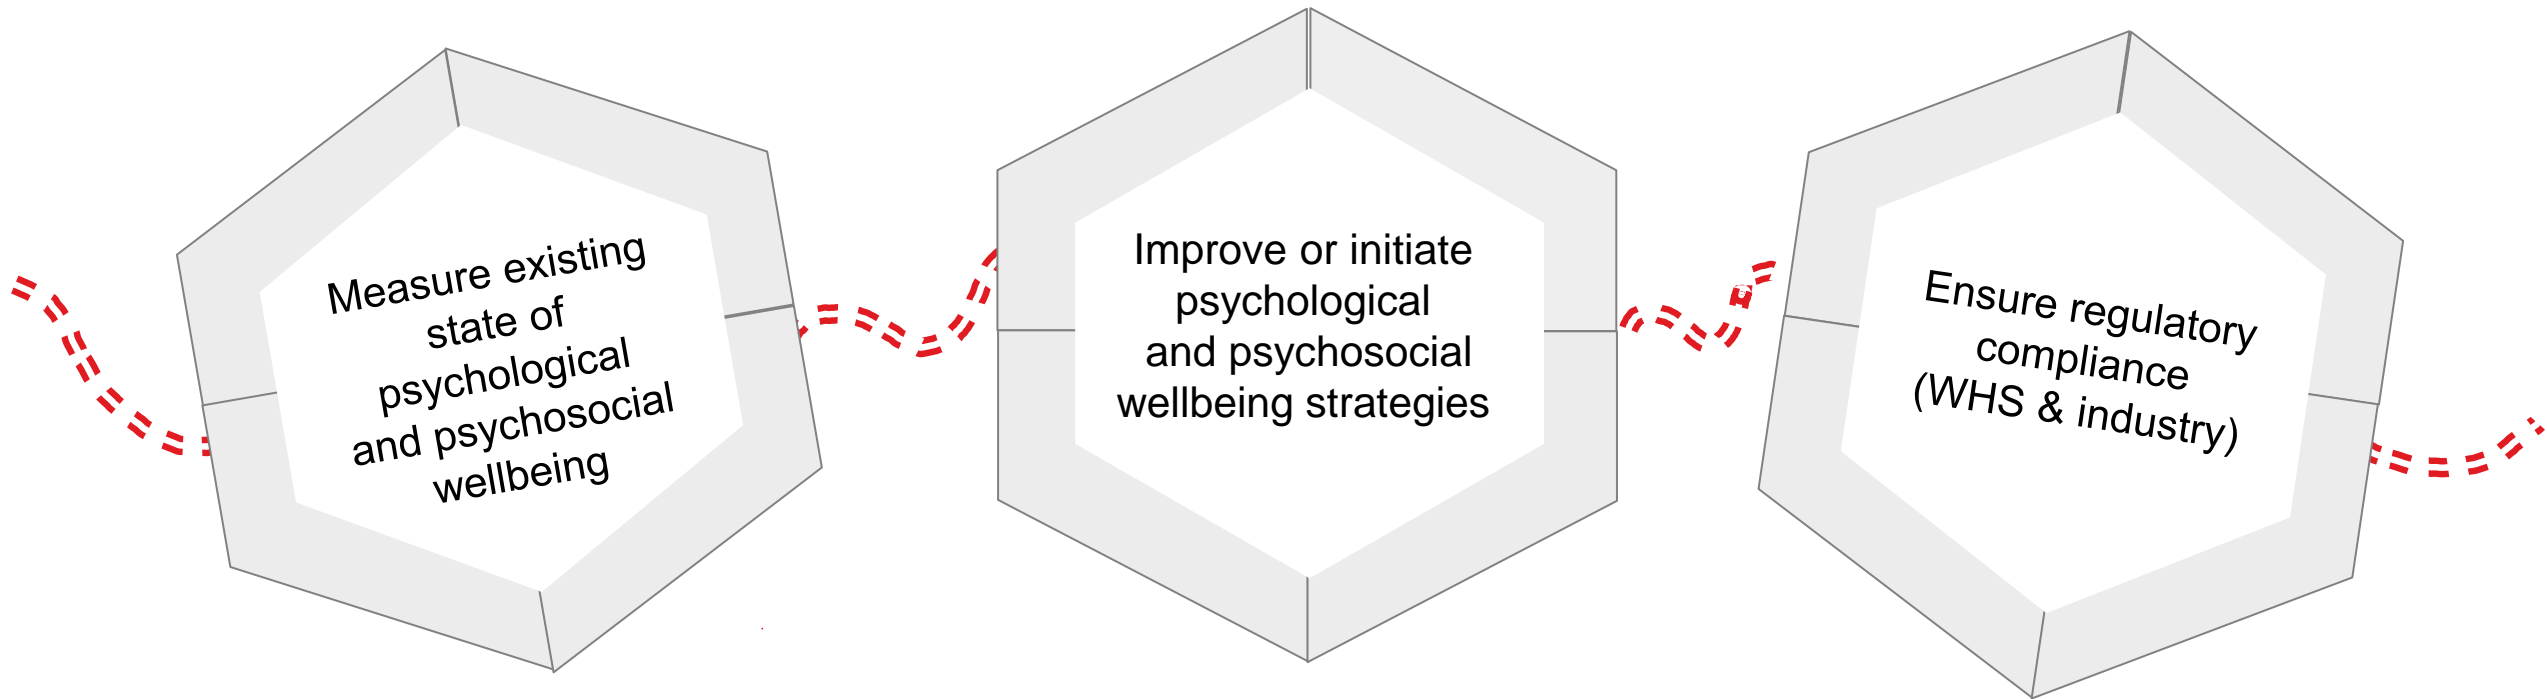 Measure existing
state of
psychological
and psychosocial
wellbeing
Improve or initiate
psychological
and psychosocial
wellbeing strategies
Ensure regulatory
compliance
(WHS & industry)